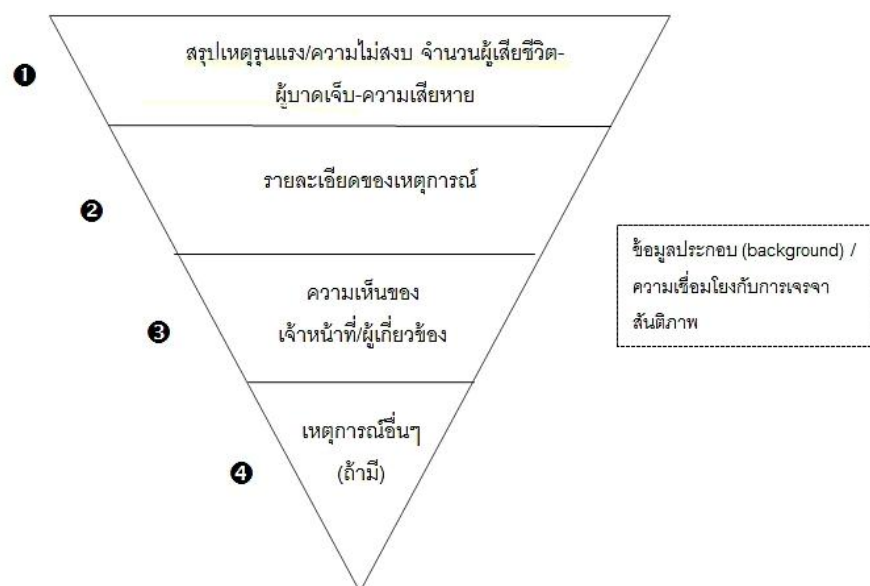 ❶
สรุปเหตุรุนแรง/ความไม่สงบ จำนวนผู้เสียชีวิต-
ผู้บาดเจ็บ-ความเสียหาย
❷
รายละเอียดของเหตุการณ์
❸
ความเห็นของ
เจ้าหน้าที่/ผู้เกี่ยวข้อง
❹
เหตุการณ์อื่นๆ
(ถ้ามี)
ข้อมูลประกอบ (background) /
ความเชื่อมโยงกับการเจรจา
สันติภาพ